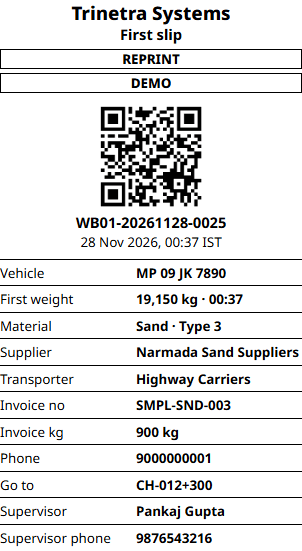 Trinetra Systems
First slip
REPRINT
DEMO
WB01-20261128-0025
28 Nov 2026, 00:37 IST
Vehicle MP 09 JK 7890
First weight 19,150 kg · 00:37
Material Sand · Type 3
Supplier Narmada Sand Suppliers
Transporter Highway Carriers
Invoice no SMPL-SND-003
Invoice kg 900 kg
Phone 9000000001
Go to CH-012+300
Supervisor Pankaj Gupta
Supervisor phone 9876543216